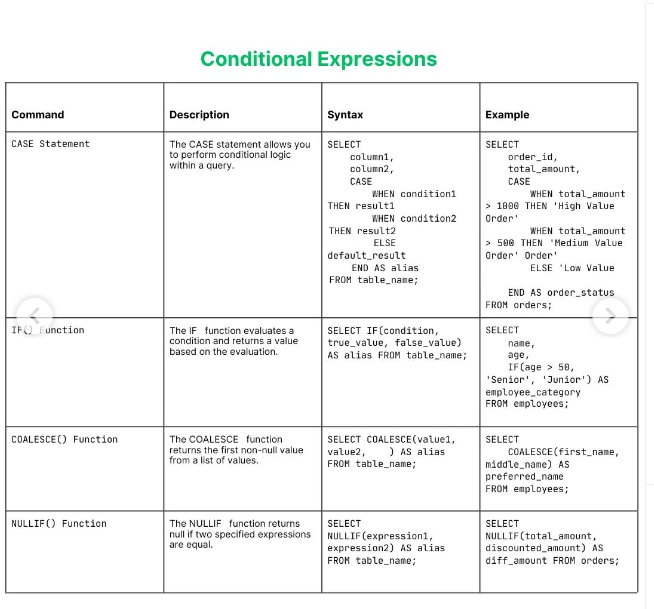 Conditional Expressions
Command
Description
Syntax
Example
CASE Statement
The CASE statement allows you
to perform conditional logic
within a query.
SELECT
column1,
column2,
CASE
WHEN condition1
THEN result1
WHEN condition2
THEN result2
ELSE
default_result
END AS alias
FROM table_name;
SELECT
order_id,
total_amount,
CASE
WHEN total_amount
> 1000 THEN 'High Value
Order'
WHEN total_amount
> 500 THEN 'Medium Value
Order' Order'
ELSE 'Low Value
END AS order_status
FROM orders;
IF() Function
The IF function evaluates a
condition and returns a value
based on the evaluation.
SELECT IF(condition,
true_value, false_value)
AS alias FROM table_name;
SELECT
name,
age,
IF(age > 50,
'Senior', 'Junior') AS
employee_category
FROM employees;
COALESCE() Function
The COALESCE function
returns the first non-null value
from a list of values.
SELECT COALESCE(value1,
value2, ) AS alias
FROM table_name;
SELECT
COALESCE(first_name,
middle_name) AS
preferred_name
FROM employees;
NULLIF() Function
The NULLIF function returns
null if two specified expressions
are equal.
SELECT
NULLIF(expression1,
expression2) AS alias
FROM table_name;
SELECT
NULLIF(total_amount,
discounted_amount) AS
diff_amount FROM orders;